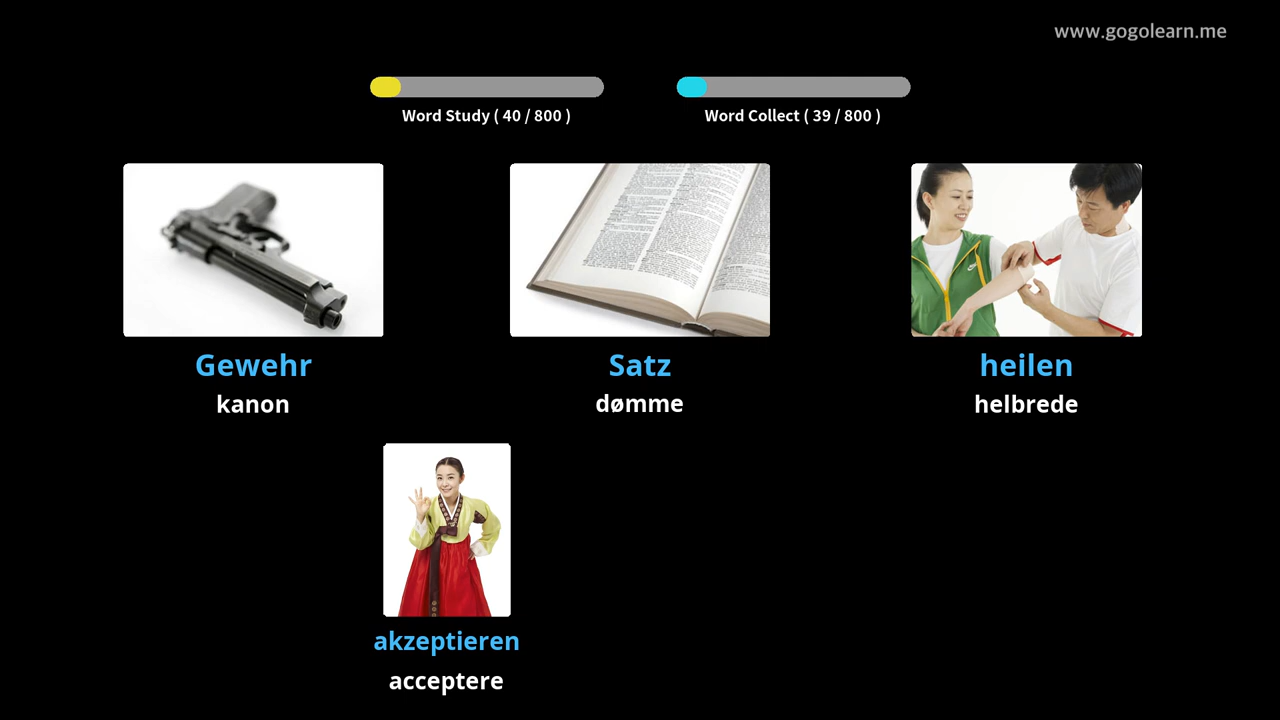 www.gogolearn.me
Word Study ( 40 / 800 )
Word Collect ( 39 / 800 )
Gewehr
kanon
Satz
dømme
heilen
helbrede
akzeptieren
acceptere